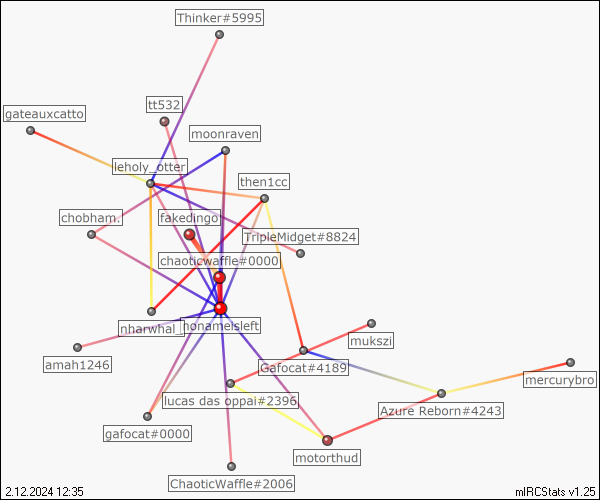 Thinker#5995
tt532
gateauxcatto
moonraven
leholy_otter
then1cc
chobham.
fakedingo
TripleMidget#8824
chaoticwaffle#0000
nharwhal_
nonameisleft
mukszi
amah1246
Gafocat#4189
mercurybro
lucas das oppai#2396
Azure Reborn#4243
gafocat#0000
motorthud
ChaoticWaffle#2006
2.12.2024 12:35
mIRCStats v1.25